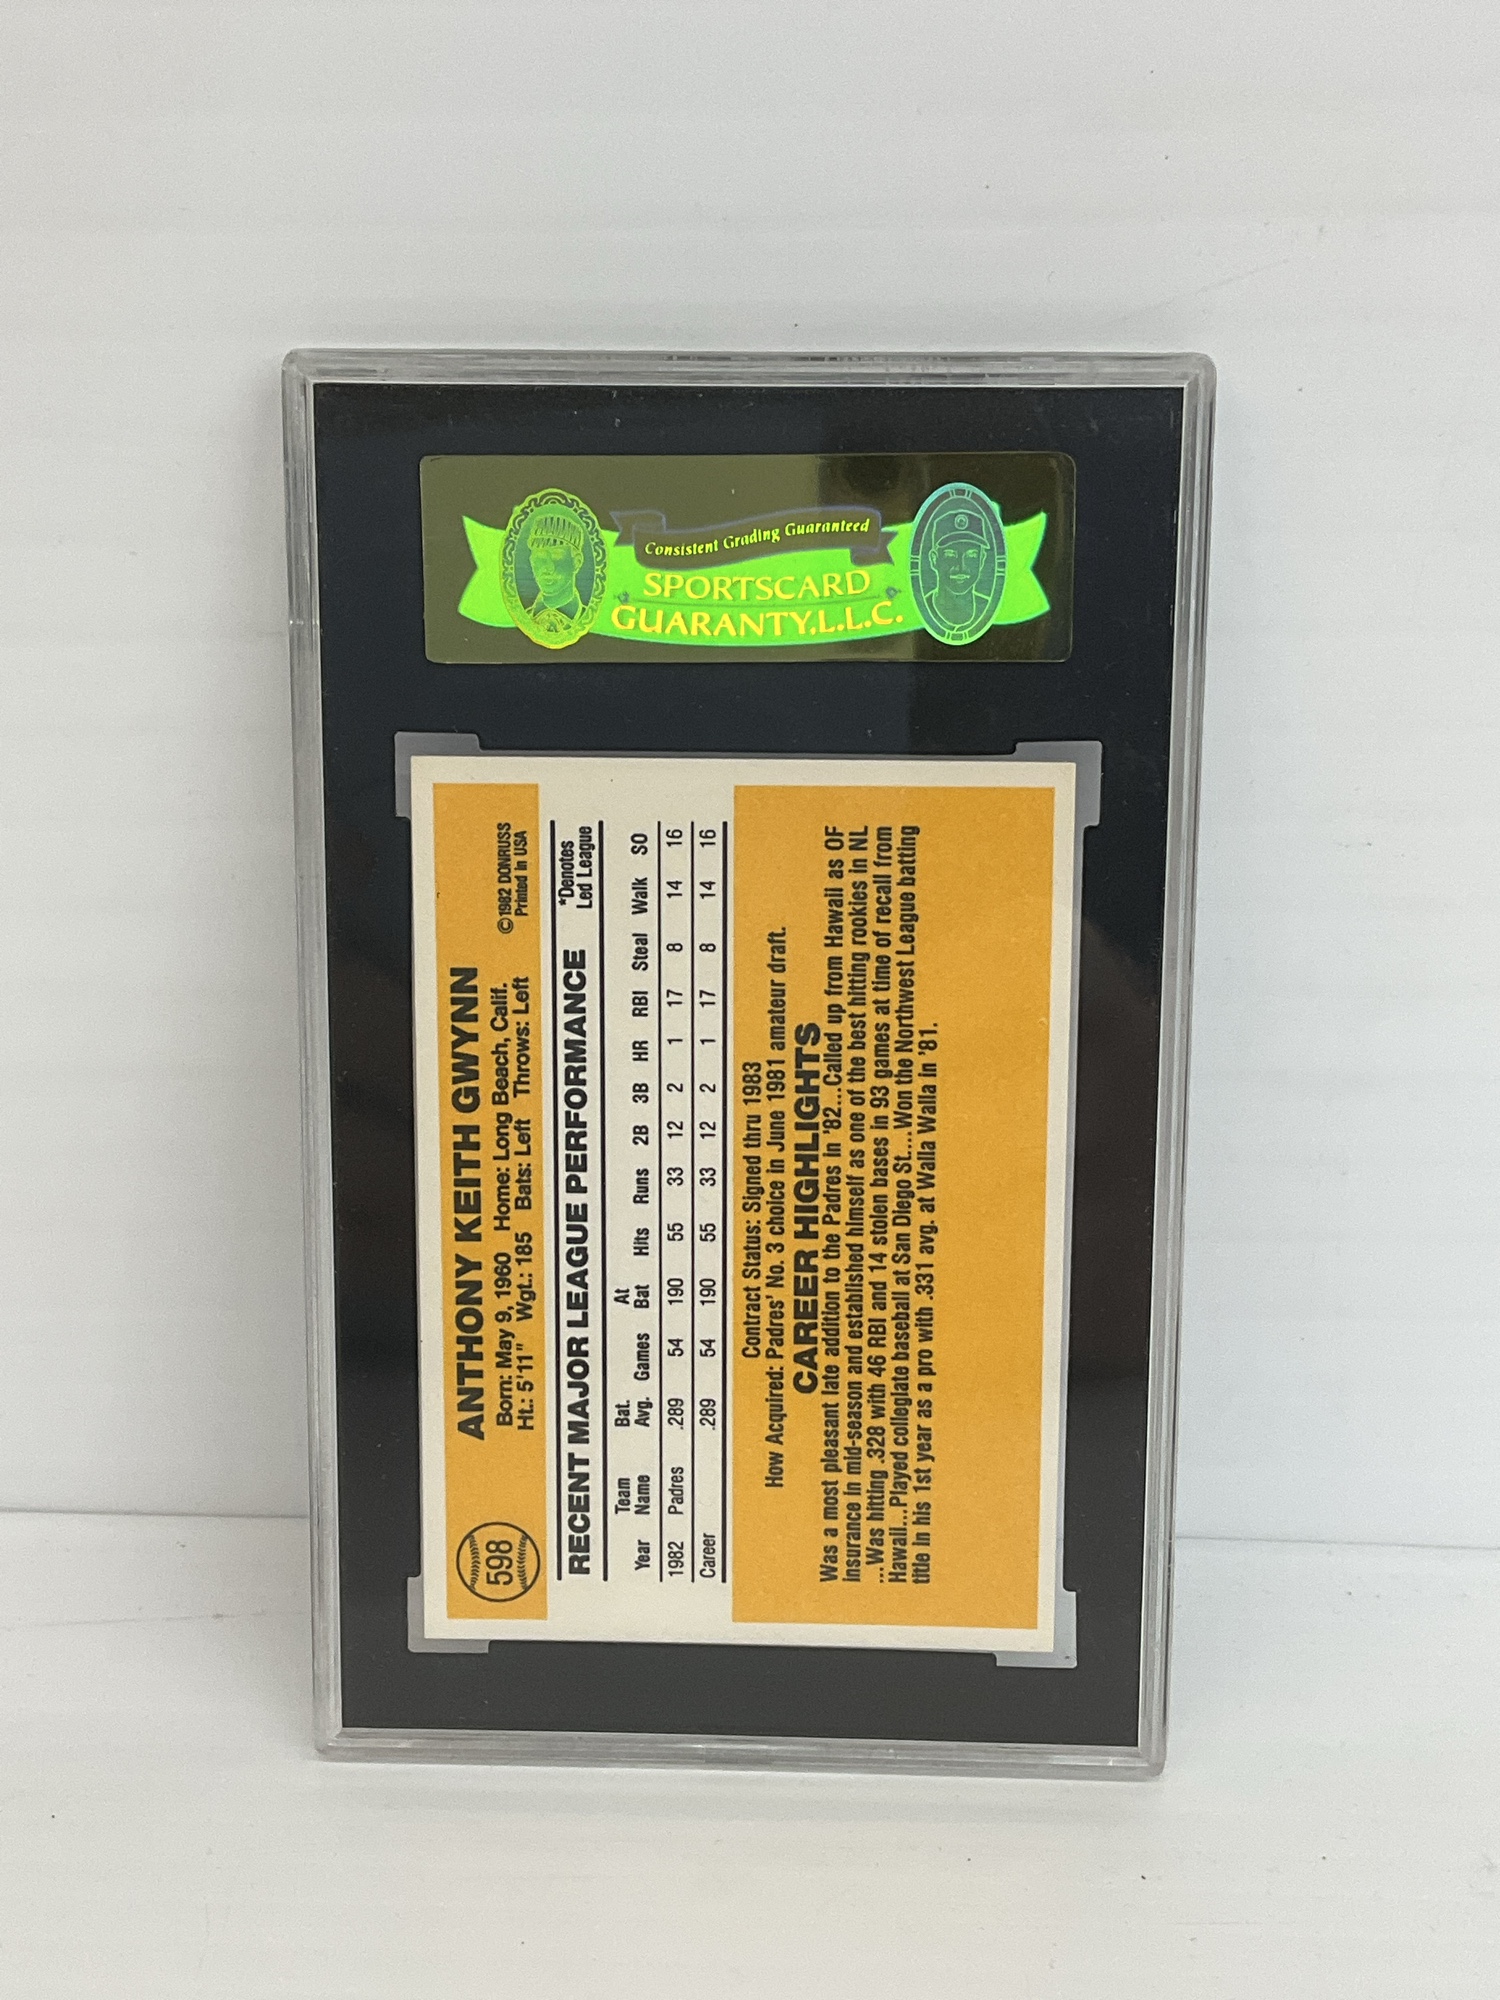 Consistent Grading Guaranteed
SPORTSCARD
GUARANTY, L.L.C.
598
ANTHONY KEITH GWYNN
Born: May 9, 1960 Home: Long Beach, Calif.
Ht.: 5'11" Wgt.: 185 Bats: Left Throws: Left
©1982 DONRUSS
Printed in USA
RECENT MAJOR LEAGUE PERFORMANCE
*Denotes
Led League
Year Team Name Bat. Avg. Games At Bat Hits Runs 2B 3B HR RBI Steal Walk SO
1982 Padres .289 54 190 55 33 12 2 1 17 8 14 16
Career .289 54 190 55 33 12 2 1 17 8 14 16
Contract Status: Signed thru 1983
How Acquired: Padres' No. 3 choice in June 1981 amateur draft.
CAREER HIGHLIGHTS
Was a most pleasant late addition to the Padres in '82...Called up from Hawaii as OF
insurance in mid-season and established himself as one of the best hitting rookies in NL
...Was hitting .328 with 46 RBI and 14 stolen bases in 93 games at time of recall from
Hawaii...Played collegiate baseball at San Diego St....Won the Northwest League batting
title in his 1st year as a pro with .331 avg. at Walla Walla in '81.